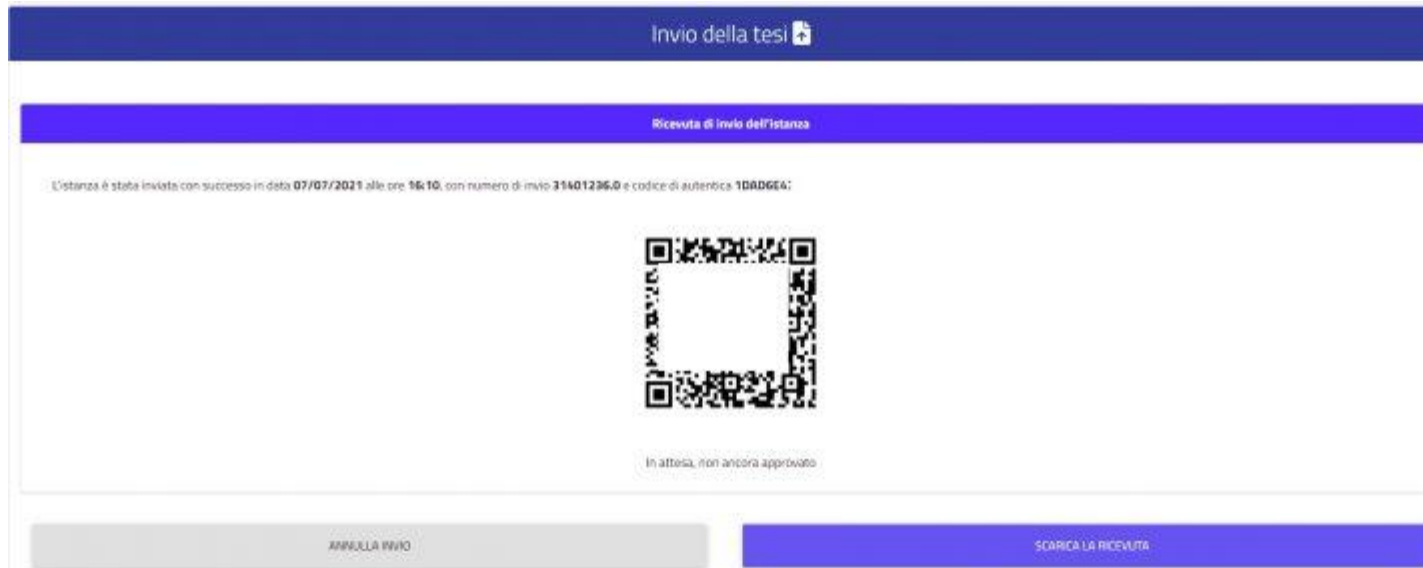 Invio della tesi
Ricevuta di invio dell'istanza
L'istanza è stata inviata con successo in data 07/07/2021 alle ore 16:10, con numero di invio 31401236.0 e codice di autentica
In attesa, non ancora approvato
ANNULLA INVIO
SCARICA LA RICEVUTA